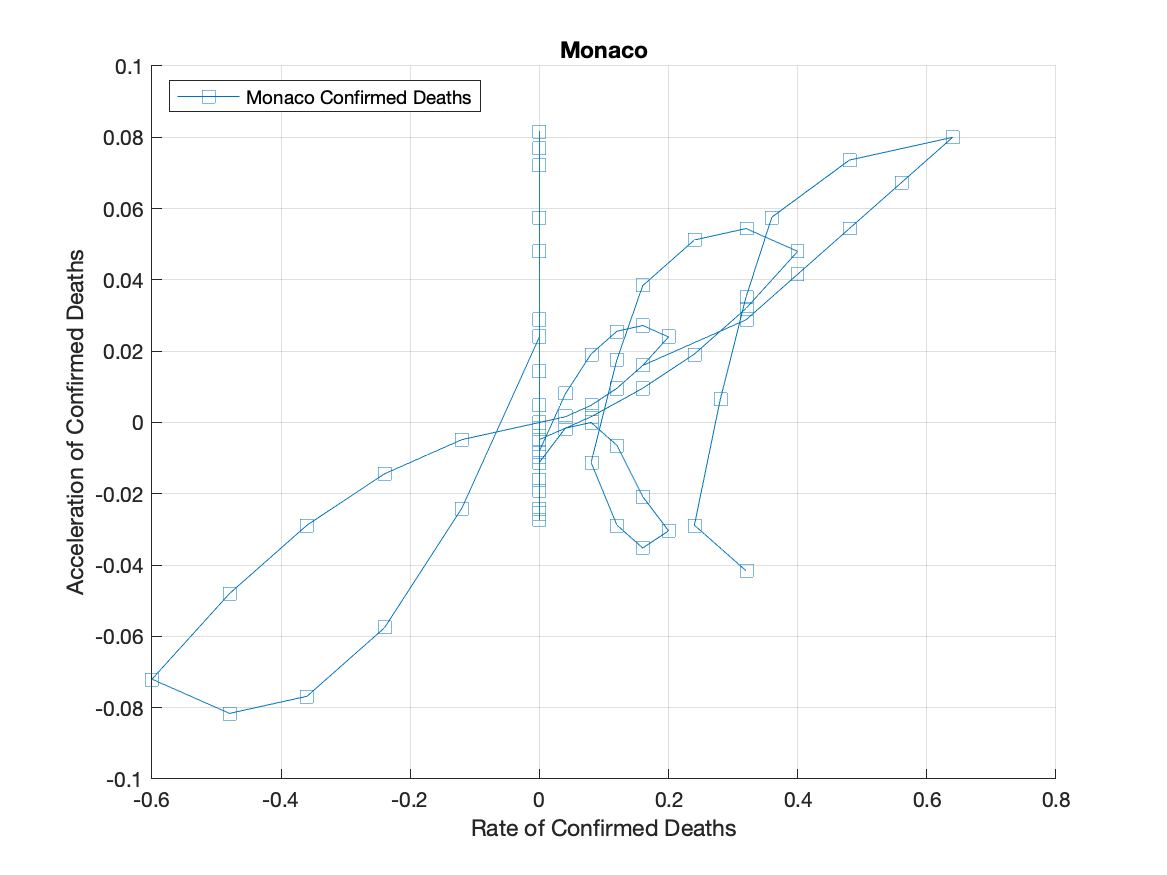 Monaco
Monaco Confirmed Deaths
0.1
0.08
0.06
0.04
0.02
0
-0.02
-0.04
-0.06
-0.08
-0.1
Acceleration of Confirmed Deaths
-0.6 -0.4 -0.2 0 0.2 0.4 0.6 0.8
Rate of Confirmed Deaths